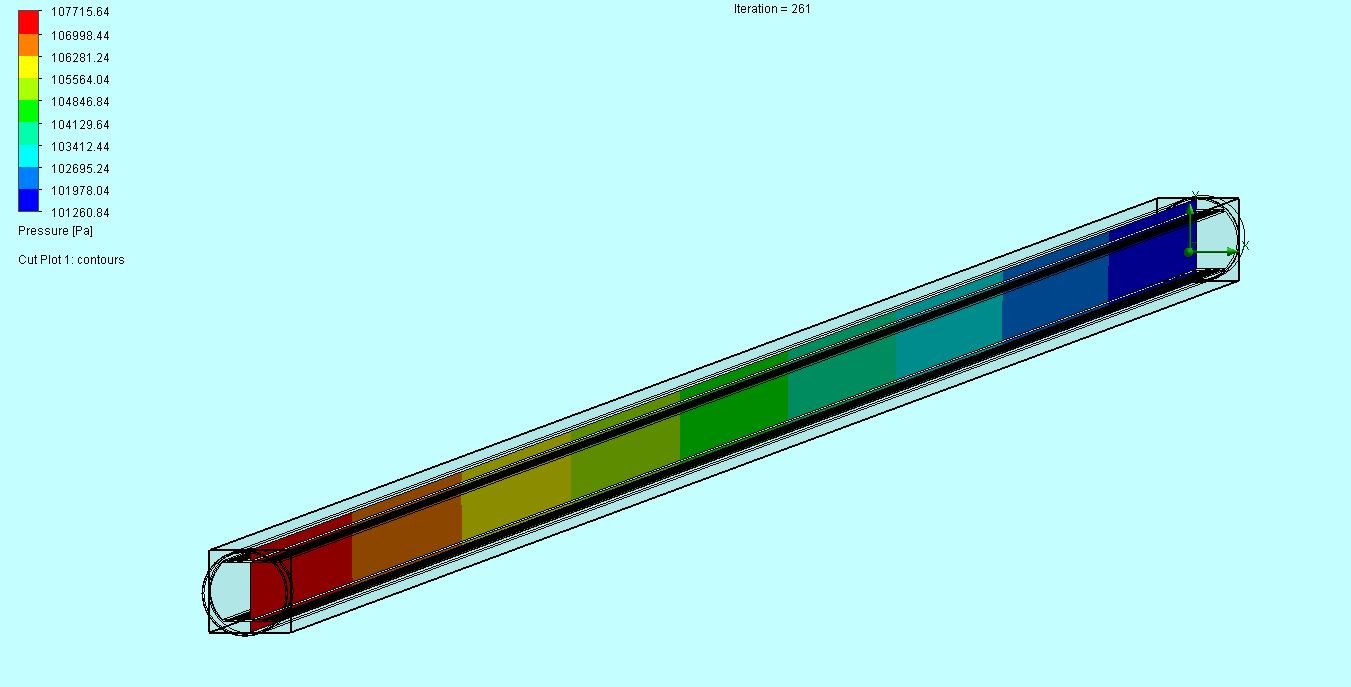 Iteration = 261
107715.64
106998.44
106281.24
105564.04
104846.84
104129.64
103412.44
102695.24
101978.04
101260.84
Pressure [Pa]
Cut Plot 1: contours
Y
X